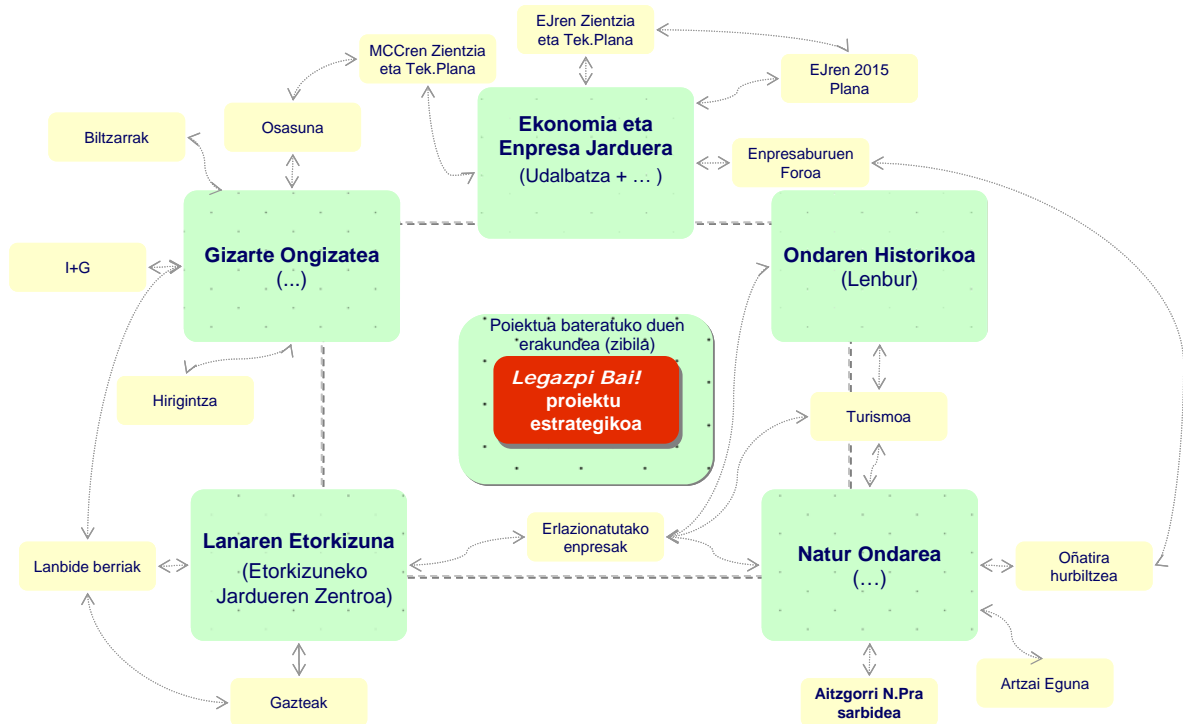 EJren Zientzia
eta Tek.Plana
MCCren Zientzia
eta Tek.Plana
EJren 2015
Plana
Osasuna
Biltzarrak
Ekonomia eta
Enpresa Jarduera
(Udalbatza + ... )
Enpresaburuen
Foroa
Gizarte Ongizatea
(...)
I+G
Ondaren Historikoa
(Lenbur)
Poiektua bateratuko duen
erakundea (zibila)
Legazpi Bai!
proiektu
estrategikoa
Hirigintza
Turismoa
Lanaren Etorkizuna
(Etorkizuneko
Jardueren Zentroa)
Erlazionatutako
enpresak
Natur Ondarea
(...)
Lanbide berriak
Oñatira
hurbiltzea
Gazteak
Aitzgorri N.Pra
sarbidea
Artzai Eguna